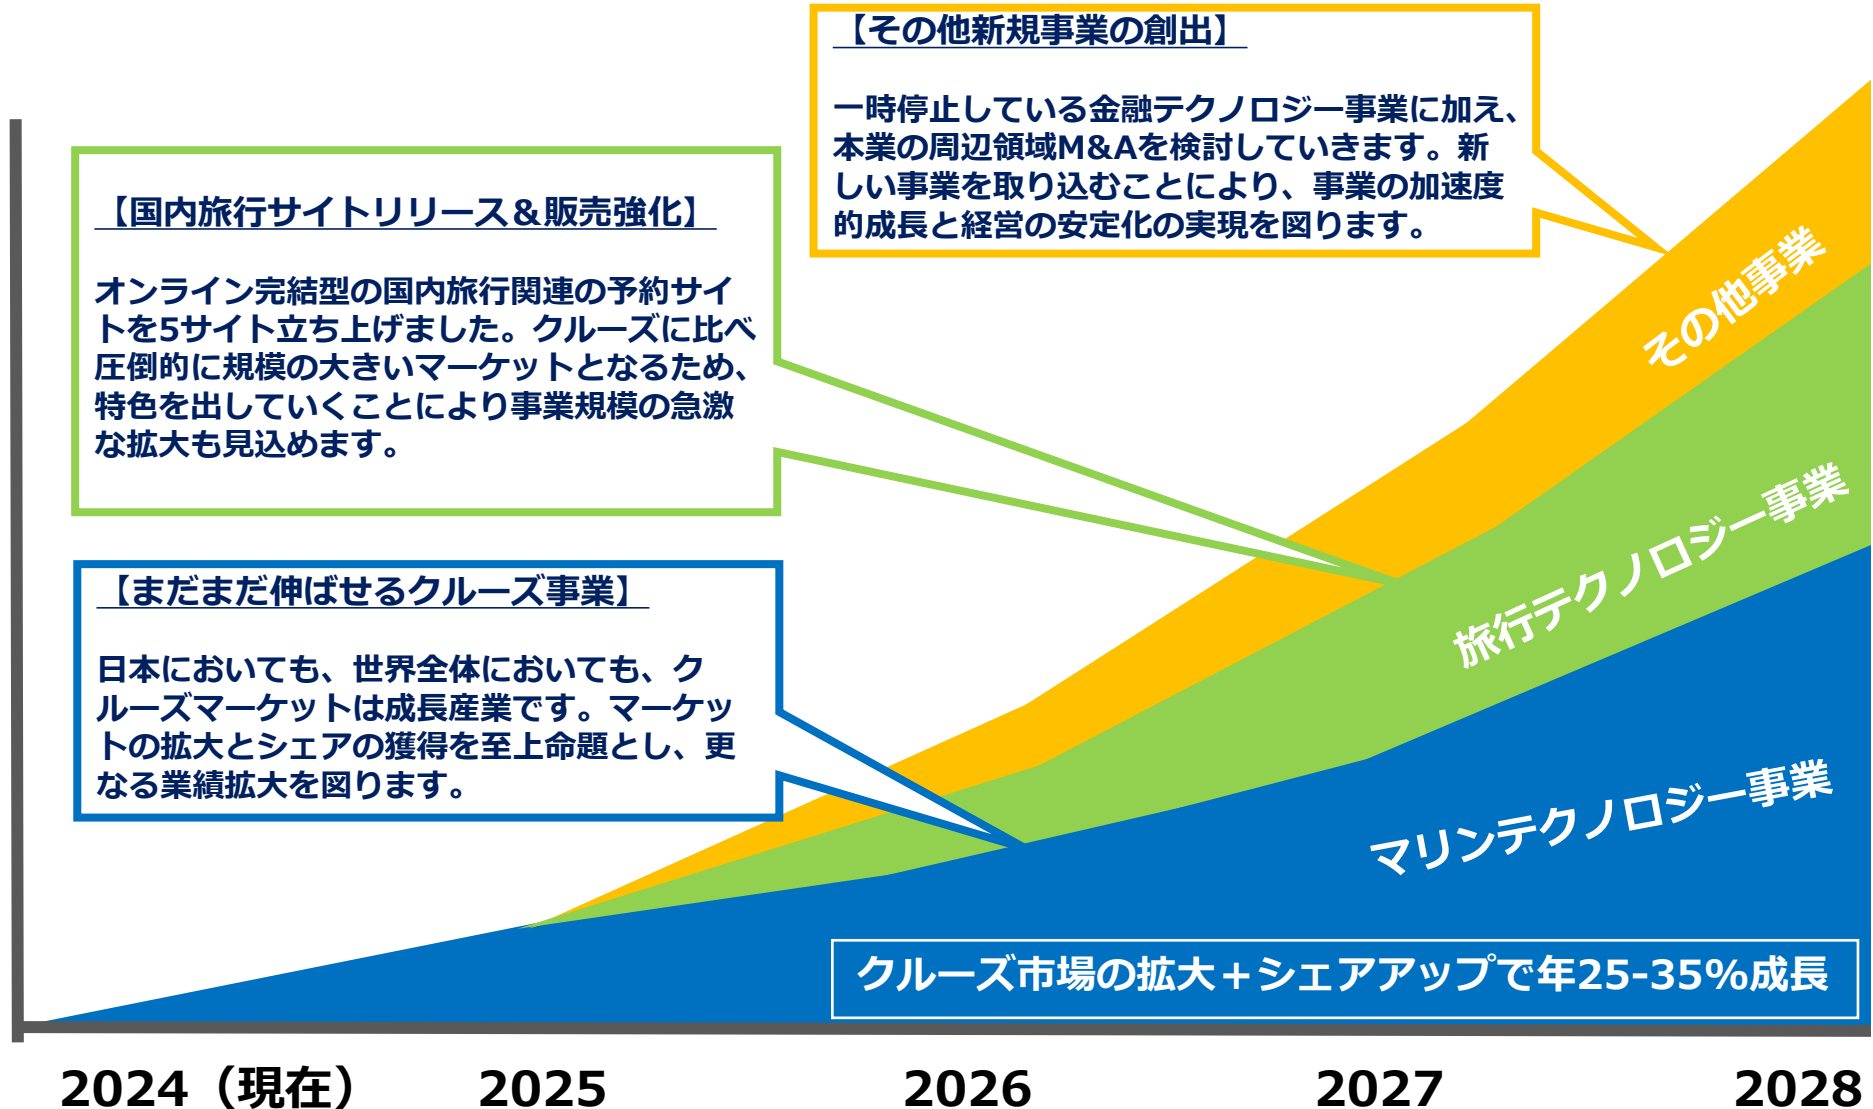 【その他新規事業の創出】
一時停止している金融テクノロジー事業に加え、
本業の周辺領域M&Aを検討していきます。新
しい事業を取り込むことにより、事業の加速度
的成長と経営の安定化の実現を図ります。
【国内旅行サイトリリース＆販売強化】
オンライン完結型の国内旅行関連の予約サイ
トを5サイト立ち上げました。クルーズに比べ
圧倒的に規模の大きいマーケットとなるため、
特色を出していくことにより事業規模の急激
な拡大も見込めます。
【まだまだ伸ばせるクルーズ事業】
日本においても、世界全体においても、ク
ルーズマーケットは成長産業です。マーケッ
トの拡大とシェアの獲得を至上命題とし、更
なる業績拡大を図ります。
その他事業
旅行テクノロジー事業
マリンテクノロジー事業
クルーズ市場の拡大＋シェアアップで年25-35%成長
2024（現在） 2025 2026 2027 2028